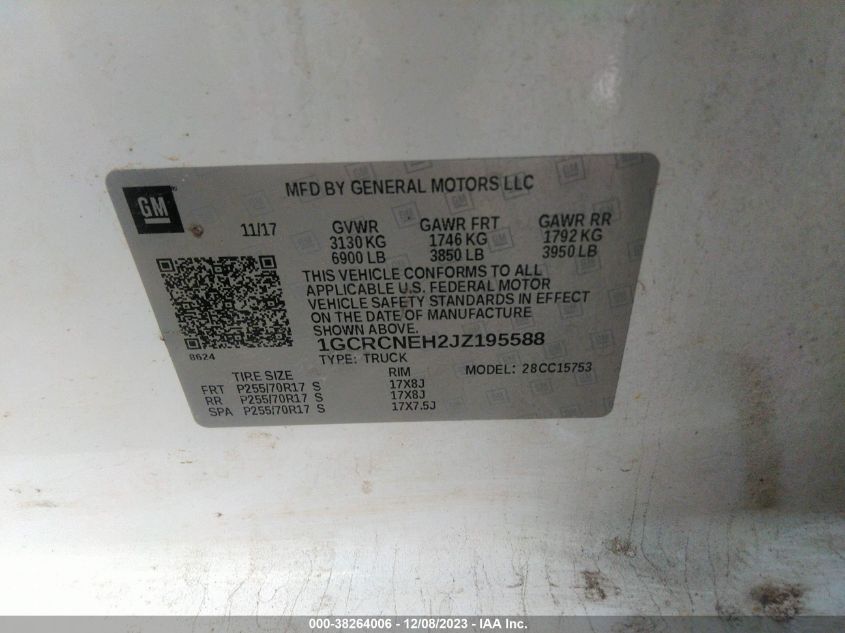 MFD BY GENERAL MOTORS LLC
GM
11/17 GVWR GAWR FRT GAWR RR
3130 KG 1746 KG 1792 KG
6900 LB 3850 LB 3950 LB
THIS VEHICLE CONFORMS TO ALL
APPLICABLE U.S. FEDERAL MOTOR
VEHICLE SAFETY STANDARDS IN EFFECT
ON THE DATE OF MANUFACTURE
SHOWN ABOVE.
1GCRCNEH2JZ195588
8624
TYPE: TRUCK
TIRE SIZE RIM MODEL: 28CC15753
FRT P255/70R17 S 17X8J
RR P255/70R17 S 17X8J
SPA P255/70R17 S 17X7.5J
000-38264006 - 12/08/2023 - IAA Inc.